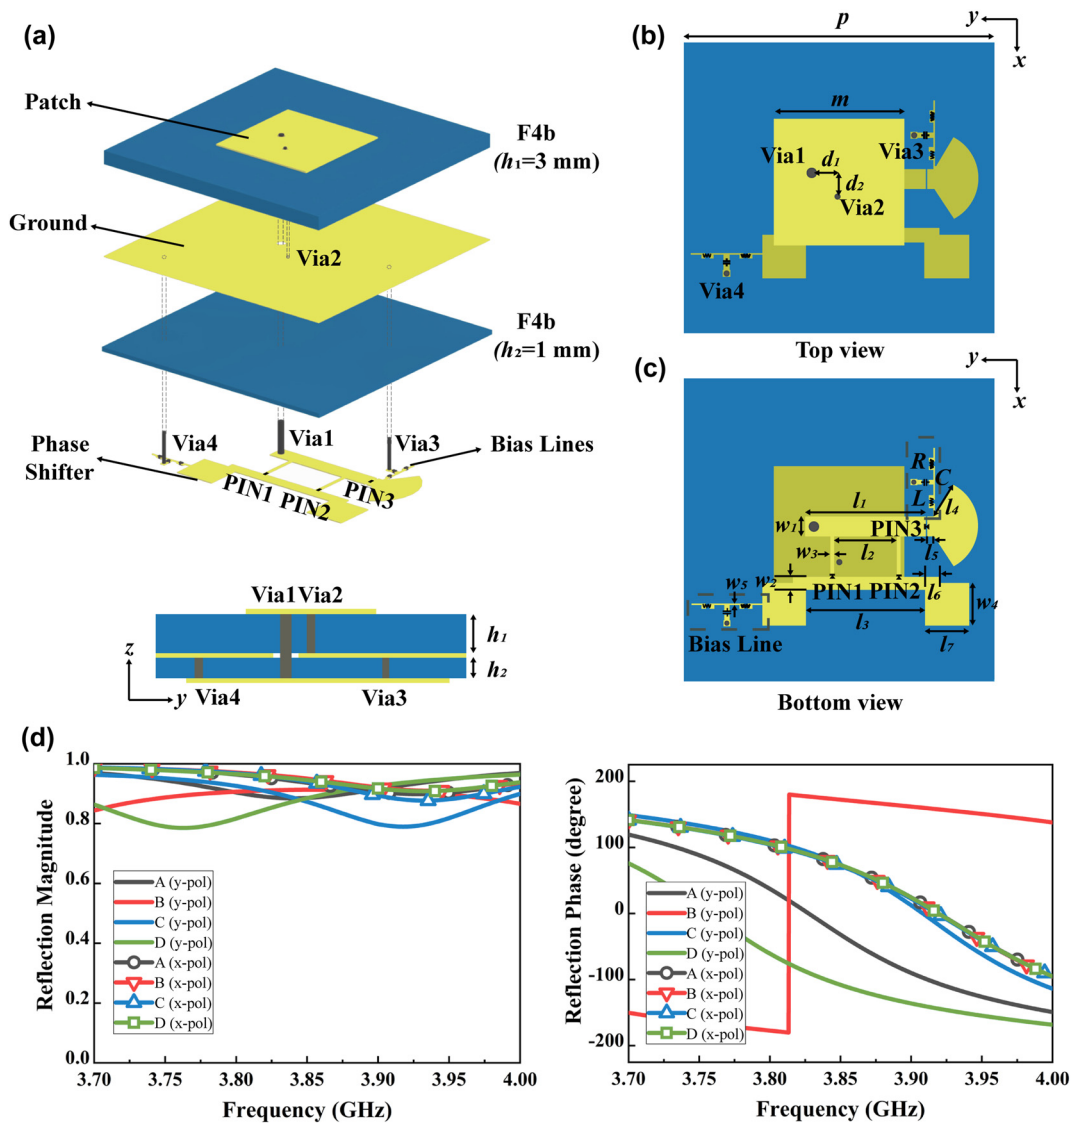 (a)
Patch
F4b
(h₁=3 mm)
Ground
Via2
F4b
(h₂=1 mm)
Via4
Via1
Via3
Bias Lines
Phase
Shifter
PIN1
PIN2
PIN3
Via1Via2
h₁
h₂
z
y
Via4
Via3
(b)
y
x
p
m
Via3
Via1
d₁
d₂
Via2
Via4
Top view
(c)
y
x
R
C
L
l₄
l₁
w₁
PIN3
w₃
l₂
l₅
w₅
w₂
PIN1 PIN2
l₆
w₄
l₃
l₇
Bias Line
Bottom view
(d)
Reflection Magnitude
1.0
0.8
0.6
0.4
0.2
0.0
A (y-pol)
B (y-pol)
C (y-pol)
D (y-pol)
A (x-pol)
B (x-pol)
C (x-pol)
D (x-pol)
3.70 3.75 3.80 3.85 3.90 3.95 4.00
Frequency (GHz)
Reflection Phase (degree)
200
100
0
-100
-200
A (y-pol)
B (y-pol)
C (y-pol)
D (y-pol)
A (x-pol)
B (x-pol)
C (x-pol)
D (x-pol)
3.70 3.75 3.80 3.85 3.90 3.95 4.00
Frequency (GHz)